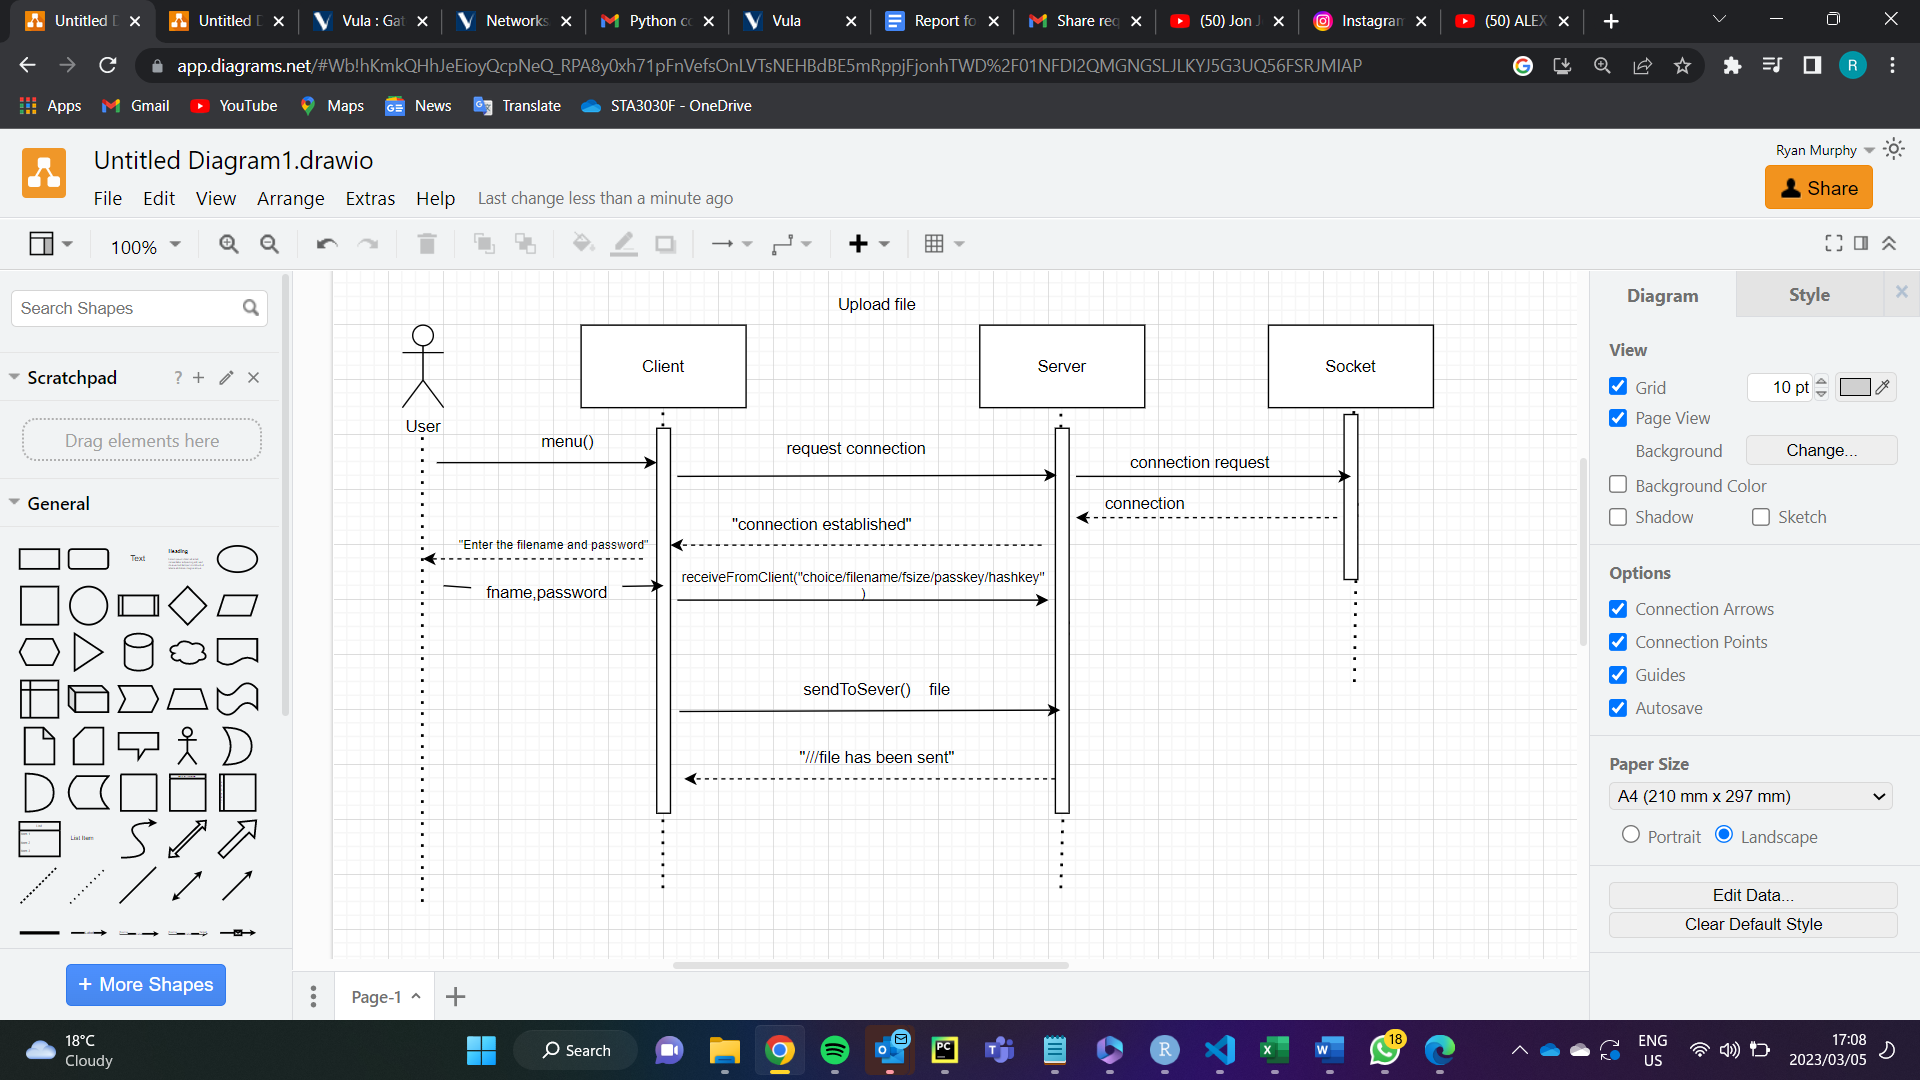 Untitled D
Untitled D
Vula : Gat
Networks
Python co
Vula
Report fo
Share req
(50) Jon J
Instagram
(50) ALEX
app.diagrams.net/#Wb!hKmkQHhJeEioyQcpNeQ_RPA8y0xh71pFnVefsOnLVTsNEHBdBE5mRppjFjonhTWD%2F01NFDI2QMGNGSLJLKYJ5G3UQ56FSRJMIAP
R
Apps
Gmail
YouTube
Maps
News
Translate
STA3030F - OneDrive
Untitled Diagram1.drawio
Ryan Murphy
File Edit View Arrange Extras Help Last change less than a minute ago
Share
100%
Search Shapes
Scratchpad
?
Drag elements here
General
Text
Heading
List Item
+ More Shapes
Upload file
Client
Server
Socket
User
menu()
request connection
connection request
connection
"connection established"
"Enter the filename and password"
receiveFromClient("choice/filename/fsize/passkey/hashkey"
)
fname,password
sendToSever() file
"///file has been sent"
Page-1
Diagram
Style
View
Grid
10 pt
Page View
Background
Change...
Background Color
Shadow
Sketch
Options
Connection Arrows
Connection Points
Guides
Autosave
Paper Size
A4 (210 mm x 297 mm)
Portrait
Landscape
Edit Data...
Clear Default Style
18°C
Cloudy
Search
PC
R
18
ENG
US
17:08
2023/03/05